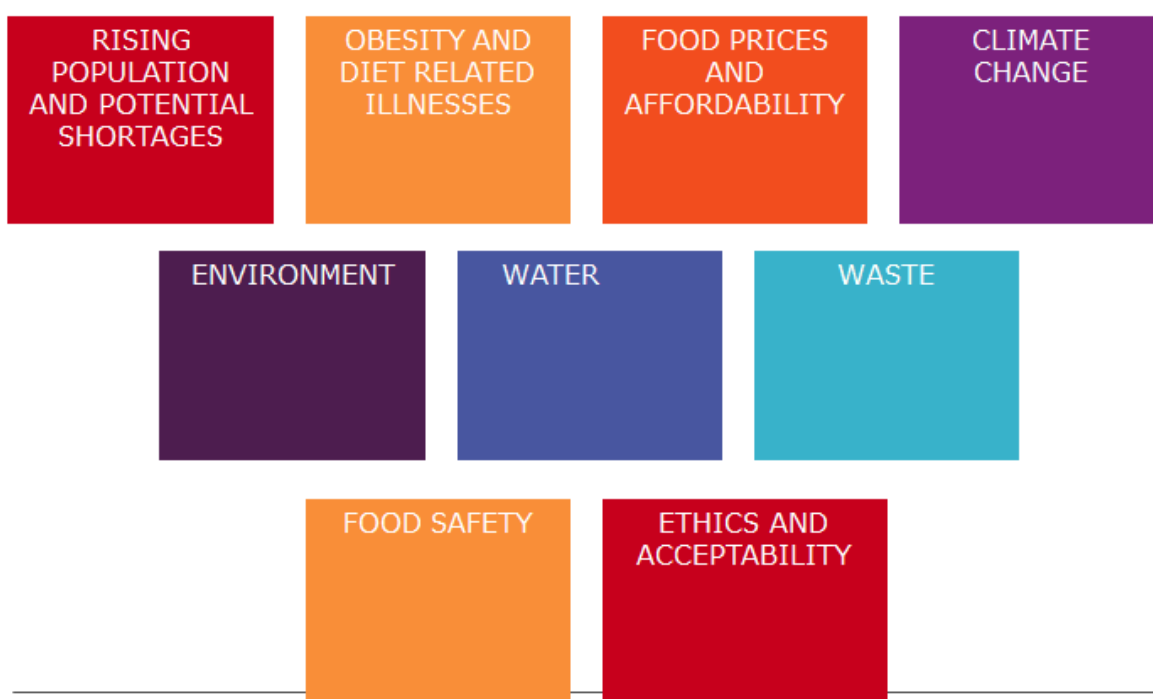 RISING
POPULATION
AND POTENTIAL
SHORTAGES
OBESITY AND
DIET RELATED
ILLNESSES
FOOD PRICES
AND
AFFORDABILITY
CLIMATE
CHANGE
ENVIRONMENT
WATER
WASTE
FOOD SAFETY
ETHICS AND
ACCEPTABILITY